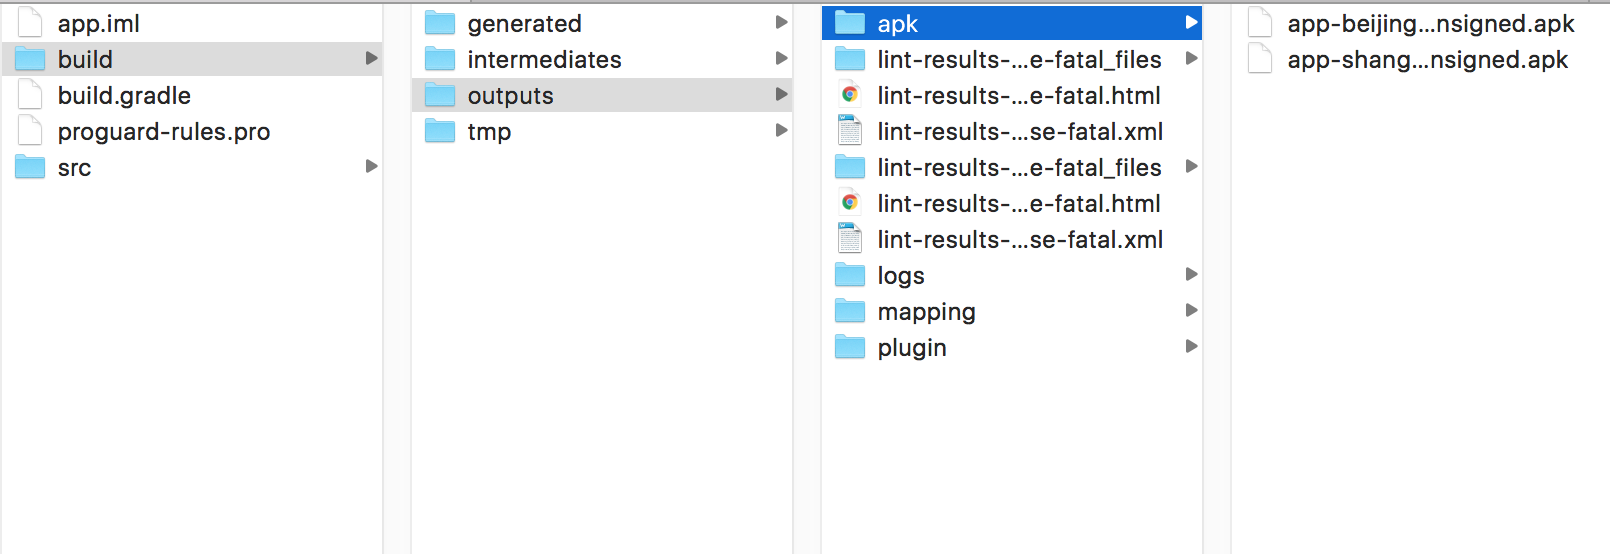 app.iml
build
build.gradle
proguard-rules.pro
src
generated
intermediates
outputs
tmp
apk
lint-results-...e-fatal_files
lint-results-...e-fatal.html
lint-results-...se-fatal.xml
lint-results-...e-fatal_files
lint-results-...e-fatal.html
lint-results-...se-fatal.xml
logs
mapping
plugin
app-beijing...nsigned.apk
app-shang...nsigned.apk